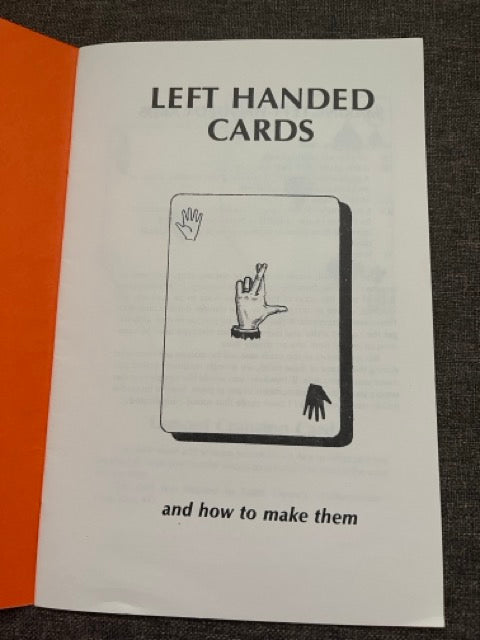 LEFT HANDED
CARDS
and how to make them